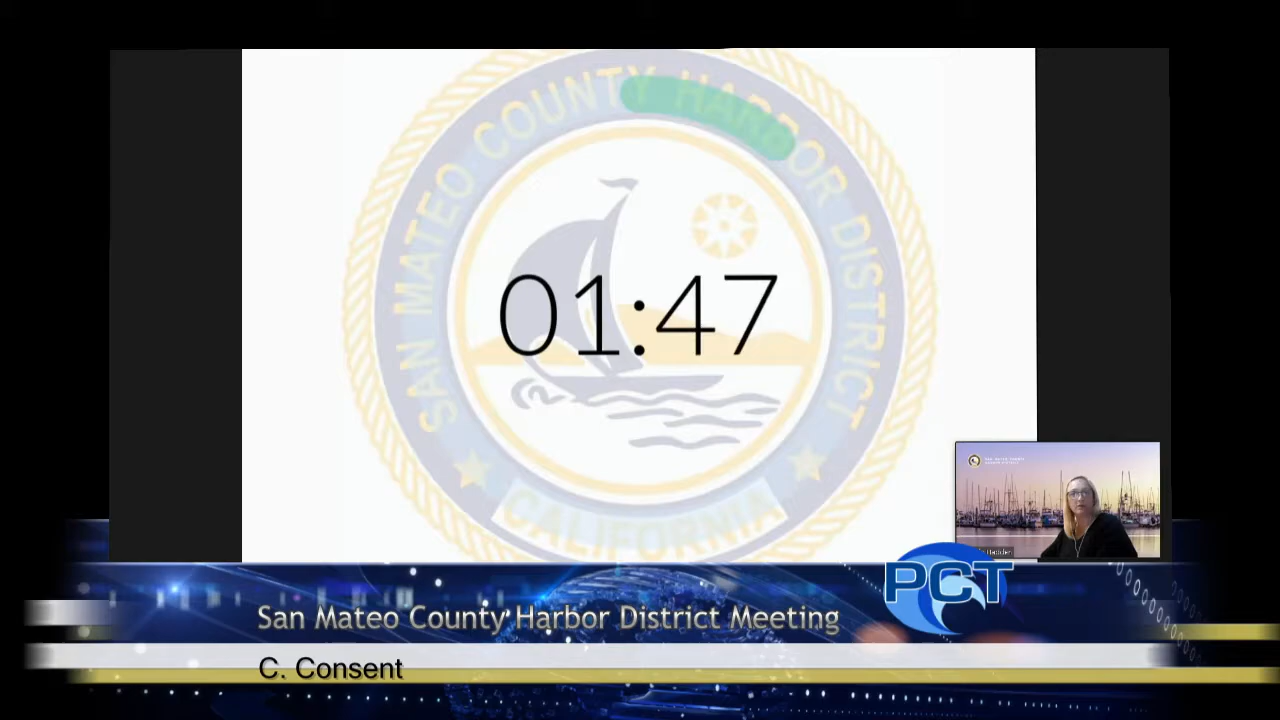 SAN MATEO COUNTY HARBOR DISTRICT
01:47
CALIFORNIA
PCT
San Mateo County Harbor District Meeting
C. Consent